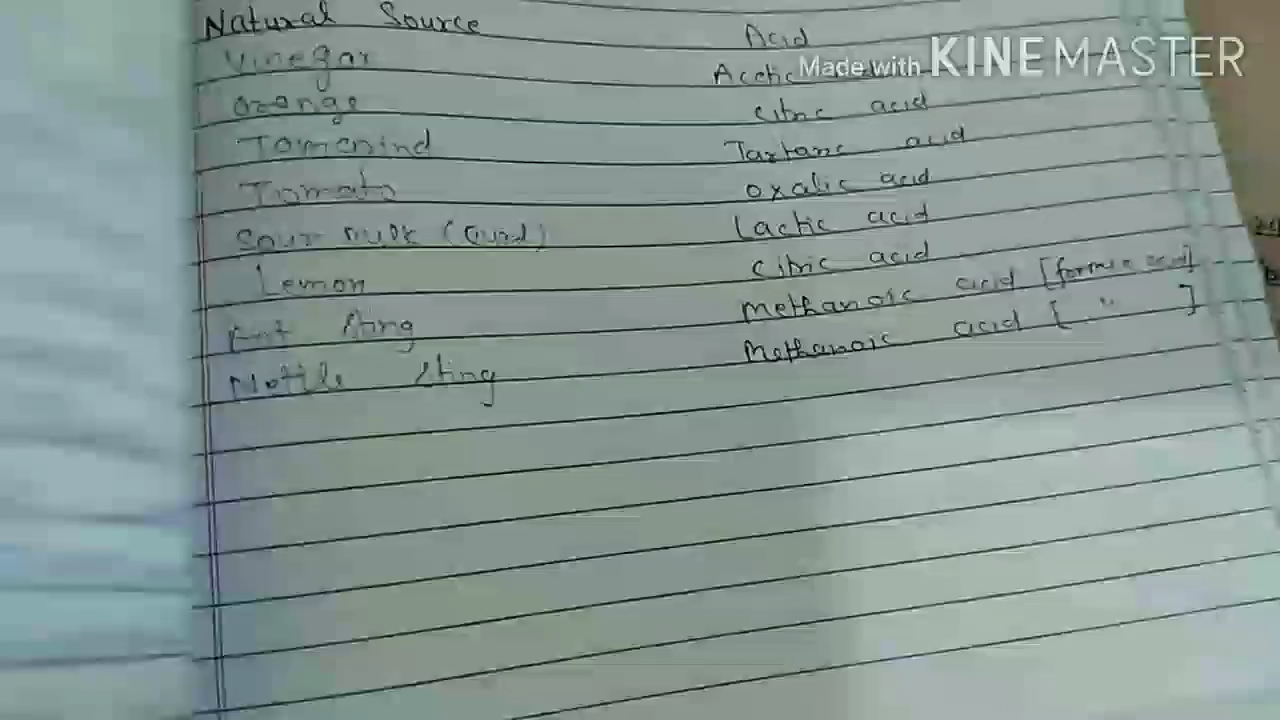 Natural Source Acid
Vinegar Acetic
Made with KINEMASTER
Orange Citric acid
Tamerind Tartaric acid
Tomato Oxalic acid
Sour milk (Curd) Lactic acid
Lemon Citric acid
Ant sting Methanoic acid [formic acid]
Nettle sting Methanoic acid [ " ]